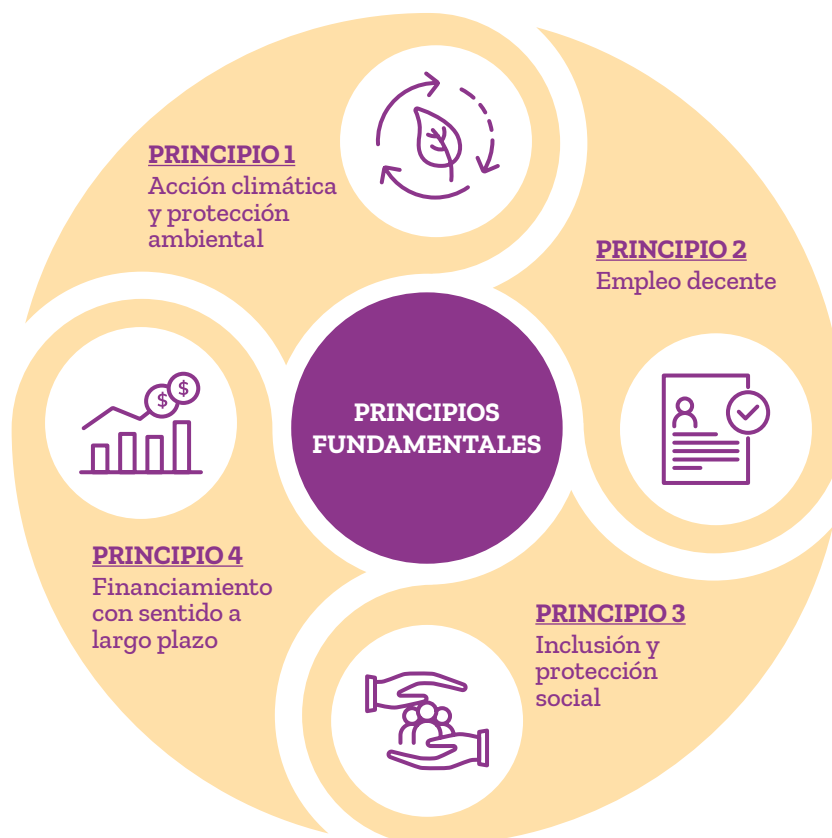 PRINCIPIO 1
Acción climática
y protección
ambiental
PRINCIPIO 2
Empleo decente
PRINCIPIOS
FUNDAMENTALES
$
$
PRINCIPIO 4
Financiamiento
con sentido a
largo plazo
PRINCIPIO 3
Inclusión y
protección
social